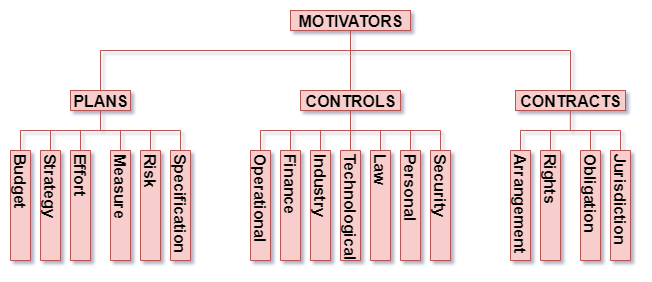 MOTIVATORS
PLANS
CONTROLS
CONTRACTS
Budget
Strategy
Effort
Measure
Risk
Specification
Operational
Finance
Industry
Technological
Law
Personal
Security
Arrangement
Rights
Obligation
Jurisdiction